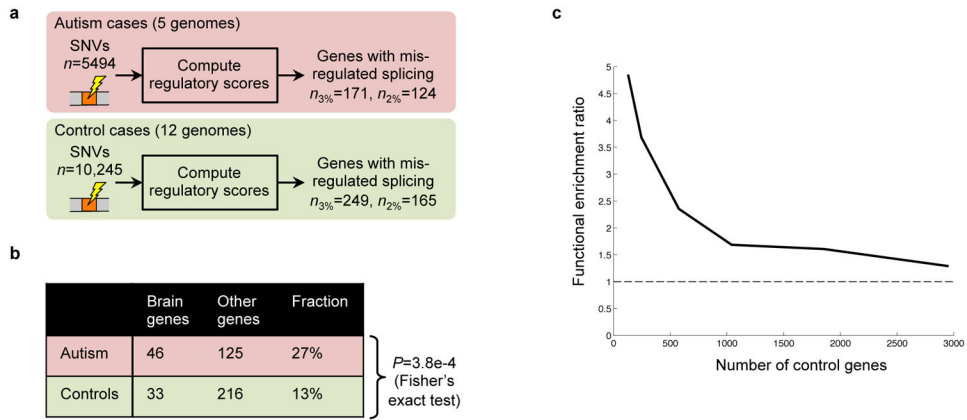 a
Autism cases (5 genomes)
SNVs
n=5494
Compute
regulatory scores
Genes with mis-
regulated splicing
n3%=171, n2%=124
Control cases (12 genomes)
SNVs
n=10,245
Compute
regulatory scores
Genes with mis-
regulated splicing
n3%=249, n2%=165
b
Brain genes Other genes Fraction
Autism 46 125 27%
Controls 33 216 13%
P=3.8e-4
(Fisher's
exact test)
c
Functional enrichment ratio
5
4.5
4
3.5
3
2.5
2
1.5
1
0.5
0
0 500 1000 1500 2000 2500 3000
Number of control genes